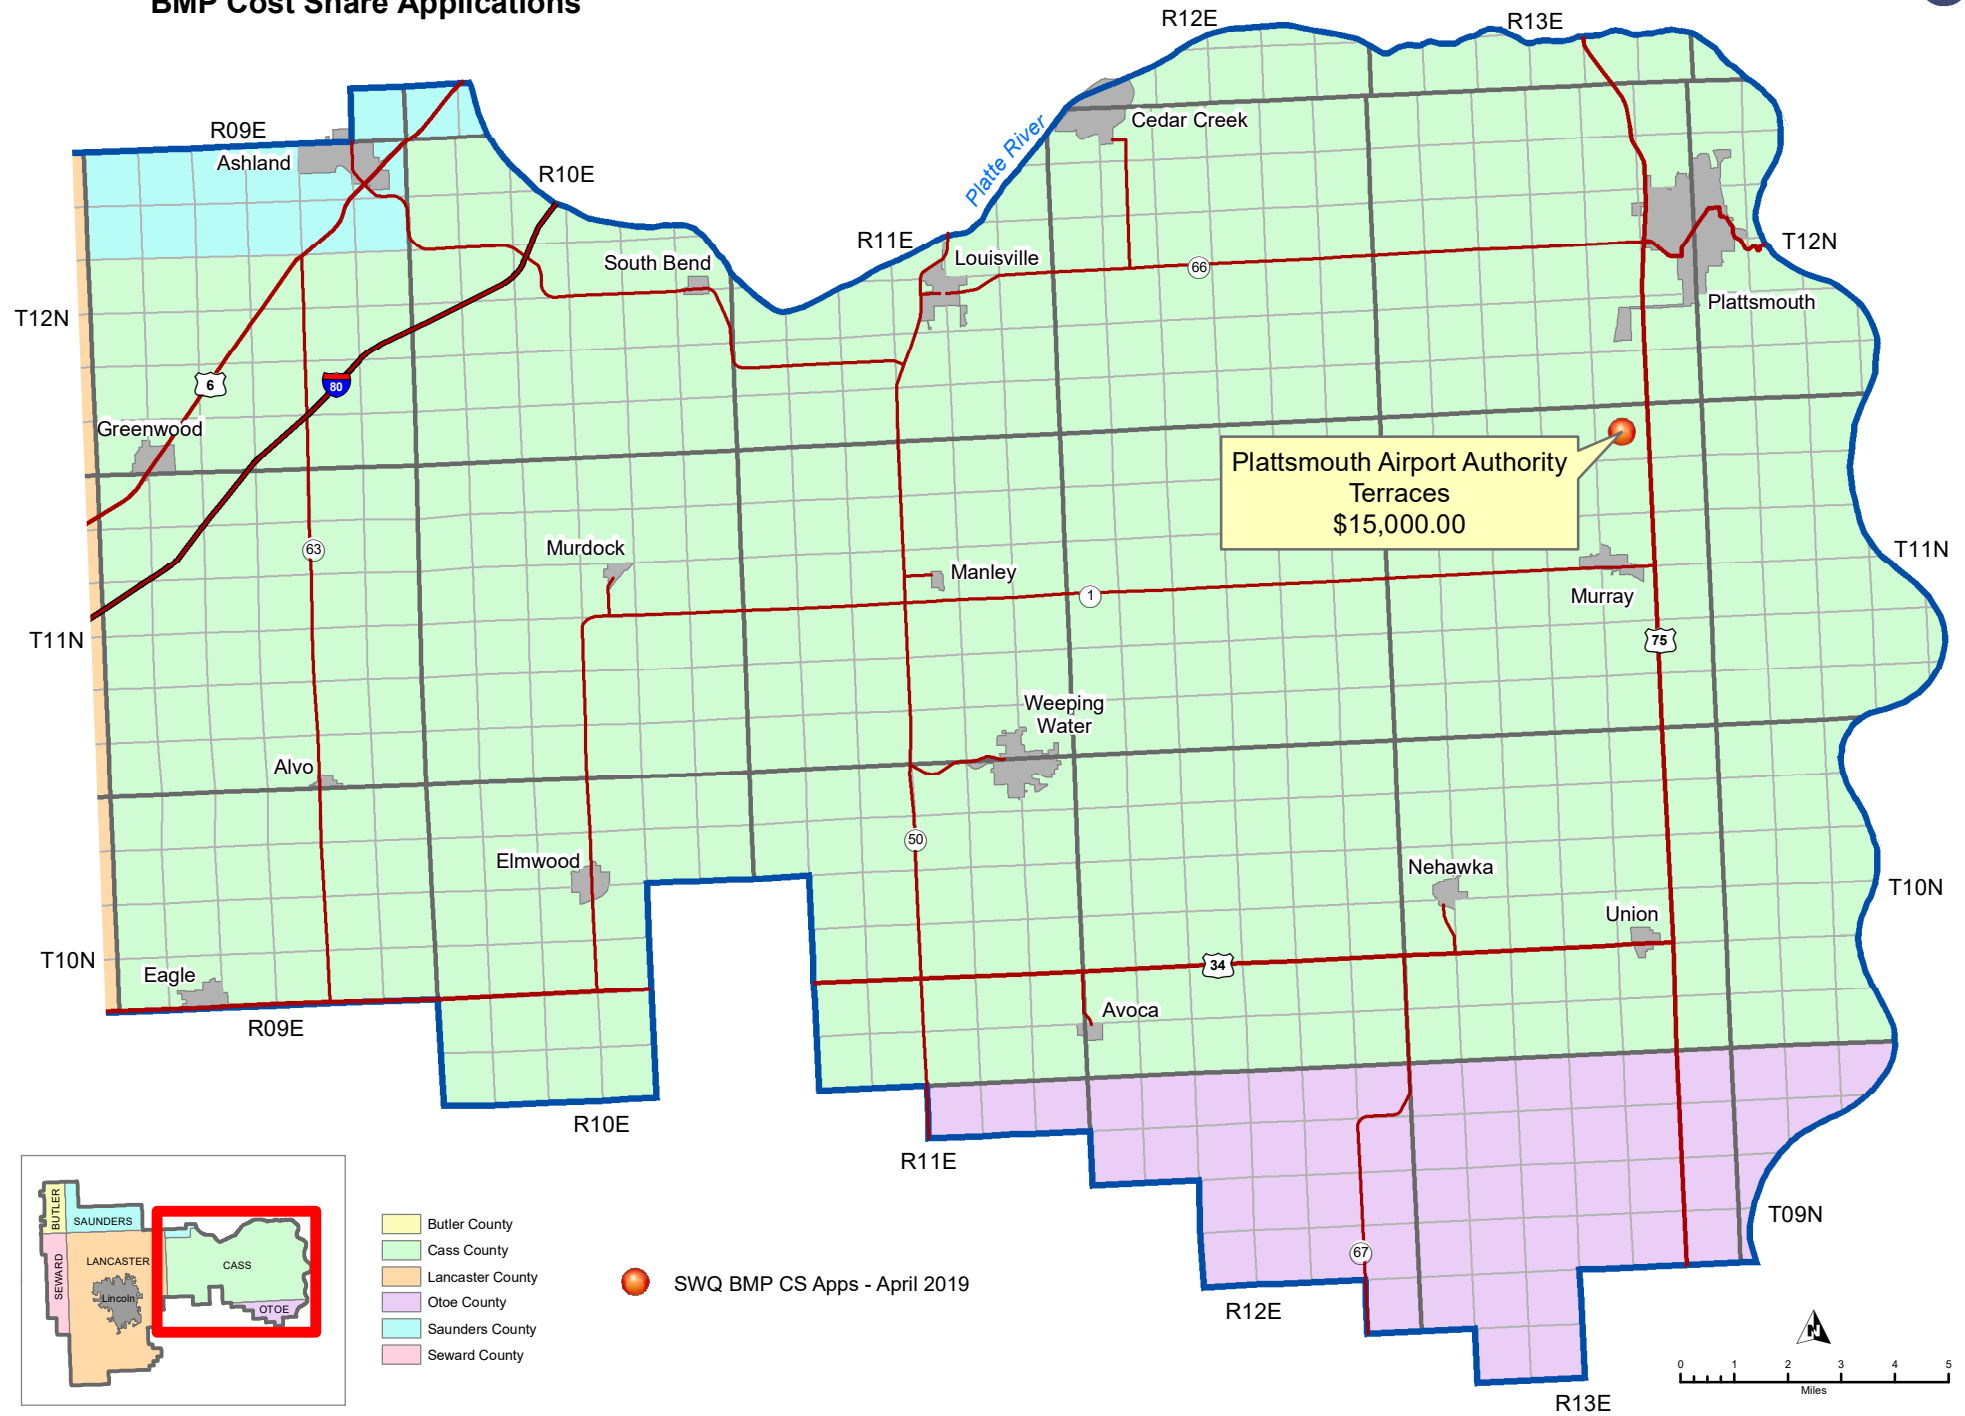 BMP Cost Share Applications
R12E
R13E
R09E
Ashland
Cedar Creek
Platte River
R10E
R11E
T12N
South Bend
Louisville
66
Plattsmouth
T12N
6
80
Greenwood
Plattsmouth Airport Authority
Terraces
$15,000.00
63
Murdock
Manley
1
Murray
T11N
T11N
75
Weeping
Water
Alvo
50
Elmwood
Nehawka
T10N
Union
T10N
Eagle
34
Avoca
R09E
R10E
R11E
T09N
67
R12E
R13E
BUTLER
SAUNDERS
SEWARD
LANCASTER
Lincoln
CASS
OTOE
Butler County
Cass County
Lancaster County
Otoe County
Saunders County
Seward County
SWQ BMP CS Apps - April 2019
N
0 1 2 3 4 5
Miles